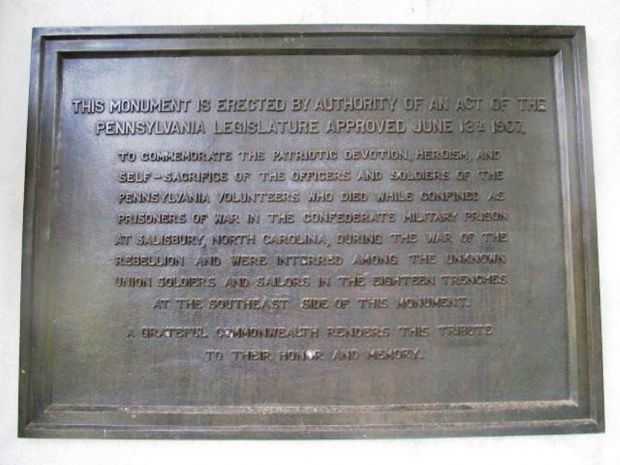 THIS MONUMENT IS ERECTED BY AUTHORITY OF AN ACT OF THE
PENNSYLVANIA LEGISLATURE APPROVED JUNE 13th 1907,
TO COMMEMORATE THE PATRIOTIC DEVOTION, HEROISM, AND
SELF-SACRIFICE OF THE OFFICERS AND SOLDIERS OF THE
PENNSYLVANIA VOLUNTEERS WHO DIED WHILE CONFINED AS
PRISONERS OF WAR IN THE CONFEDERATE MILITARY PRISON
AT SALISBURY, NORTH CAROLINA, DURING THE WAR OF THE
REBELLION AND WERE INTERRED AMONG THE UNKNOWN
UNION SOLDIERS AND SAILORS IN THE EIGHTEEN TRENCHES
AT THE SOUTHEAST SIDE OF THIS MONUMENT.
A GRATEFUL COMMONWEALTH RENDERS THIS TRIBUTE
TO THEIR HONOR AND MEMORY.